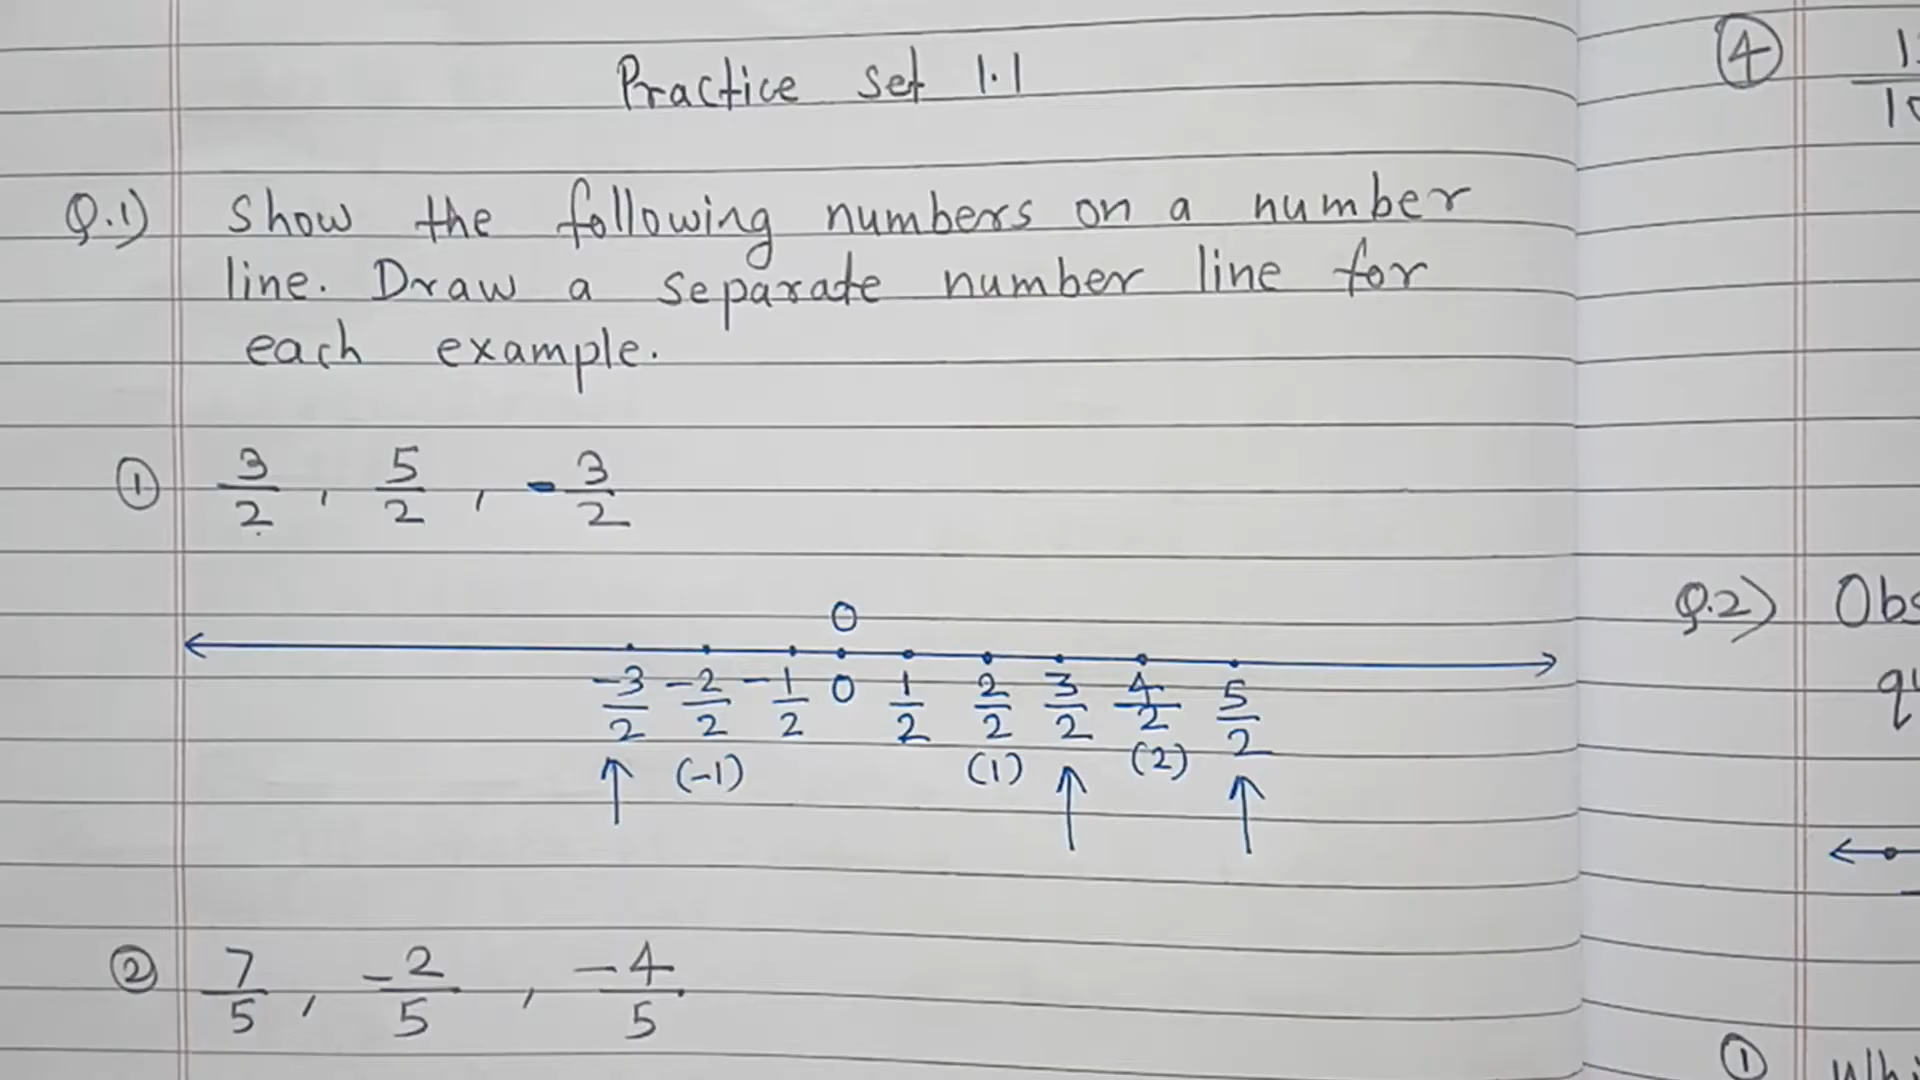 Practice set 1.1
Q.1) Show the following numbers on a number
line. Draw a separate number line for
each example.
① 3/2 , 5/2 , -3/2
0
-3/2 -2/2 -1/2 0 1/2 2/2 3/2 4/2 5/2
(-1) (1) (2)
② 7/5 , -2/5 , -4/5
④
Q.2)
①